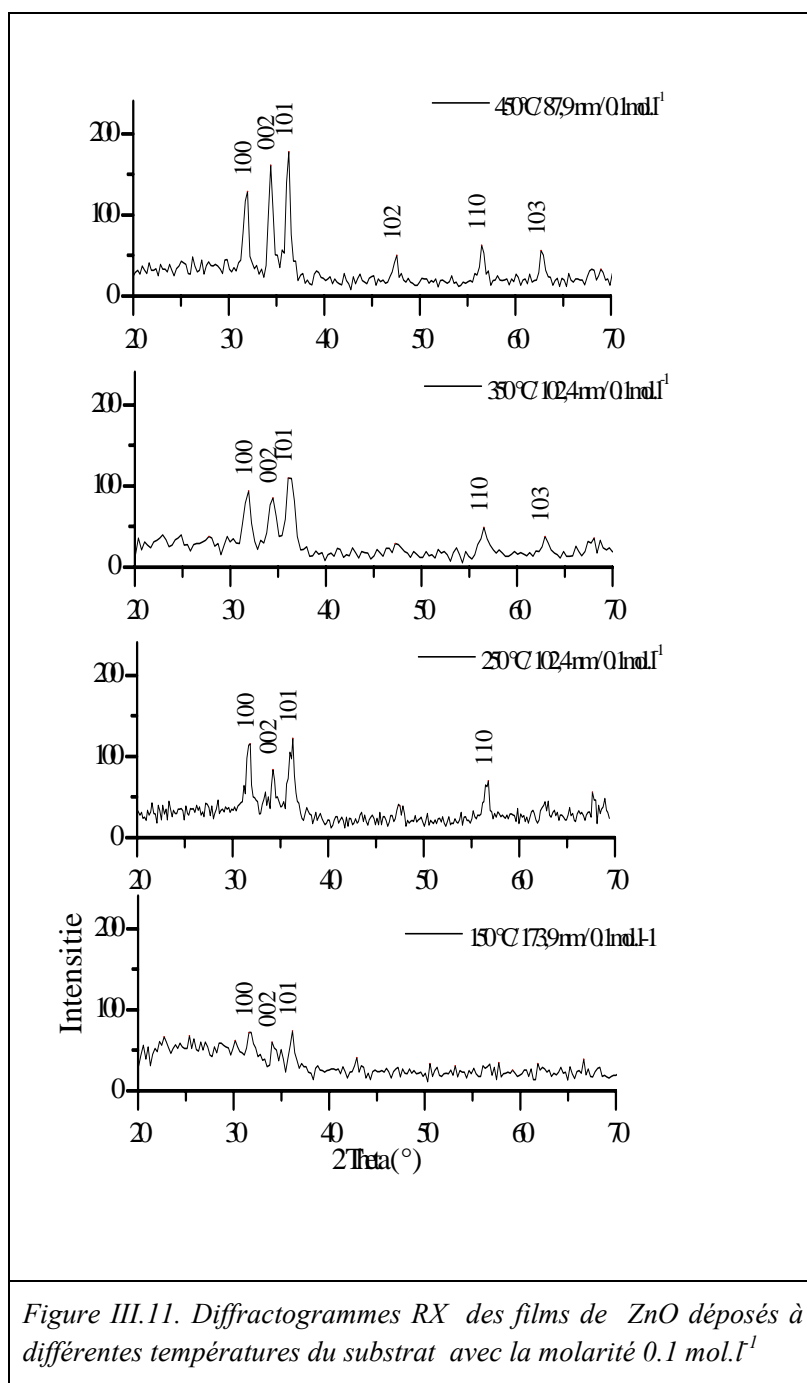 450°C/87,9nm/0.1mol.l-1
200
100
0
100
002
101
102
110
103
20 30 40 50 60 70
350°C/102,4nm/0.1mol.l-1
200
100
0
100
002
101
110
103
20 30 40 50 60 70
250°C/102,4nm/0.1mol.l-1
200
100
0
100
002
101
110
20 30 40 50 60 70
150°C/173,9nm/0.1mol.l-1
200
100
0
100
002
101
20 30 40 50 60 70
Intensitie
2Theta(°)
Figure III.11. Diffractogrammes RX des films de ZnO déposés à
différentes températures du substrat avec la molarité 0.1 mol.l-1